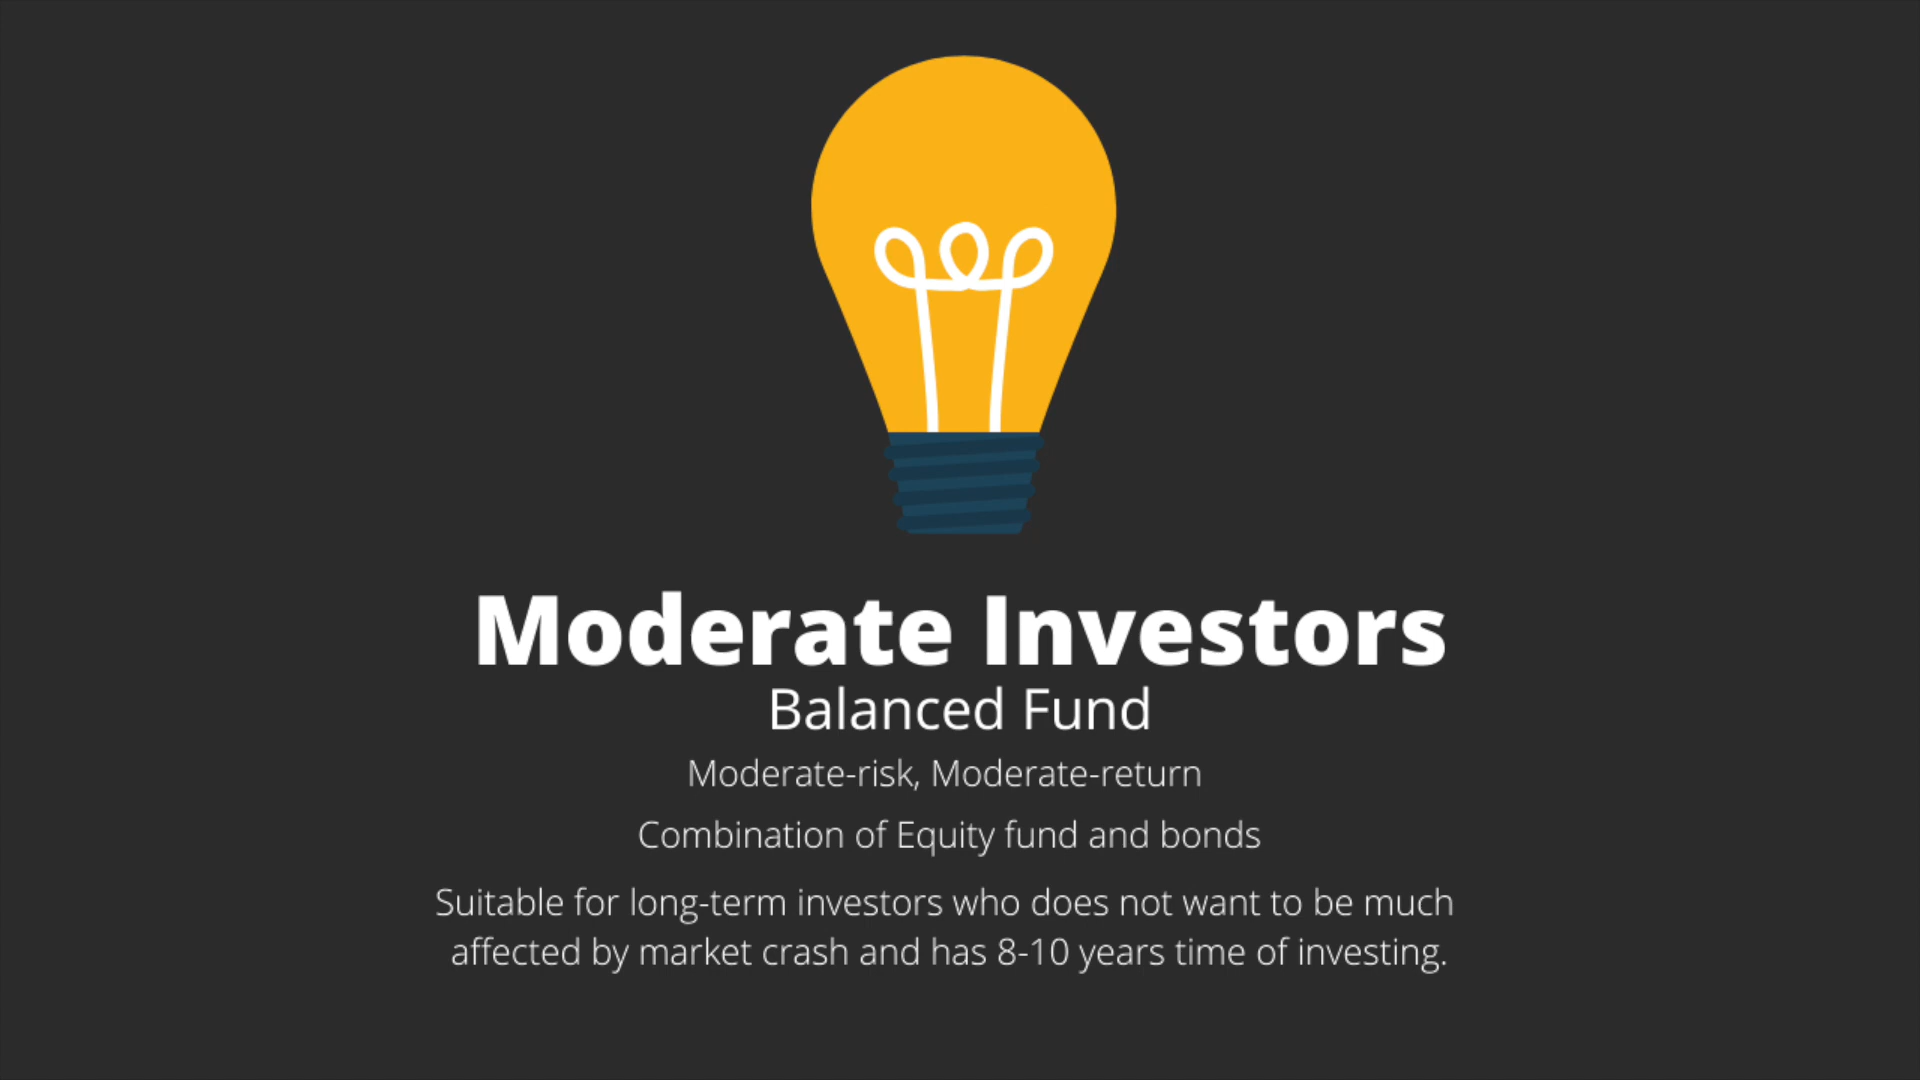 Moderate Investors
Balanced Fund
Moderate-risk, Moderate-return
Combination of Equity fund and bonds
Suitable for long-term investors who does not want to be much
affected by market crash and has 8-10 years time of investing.